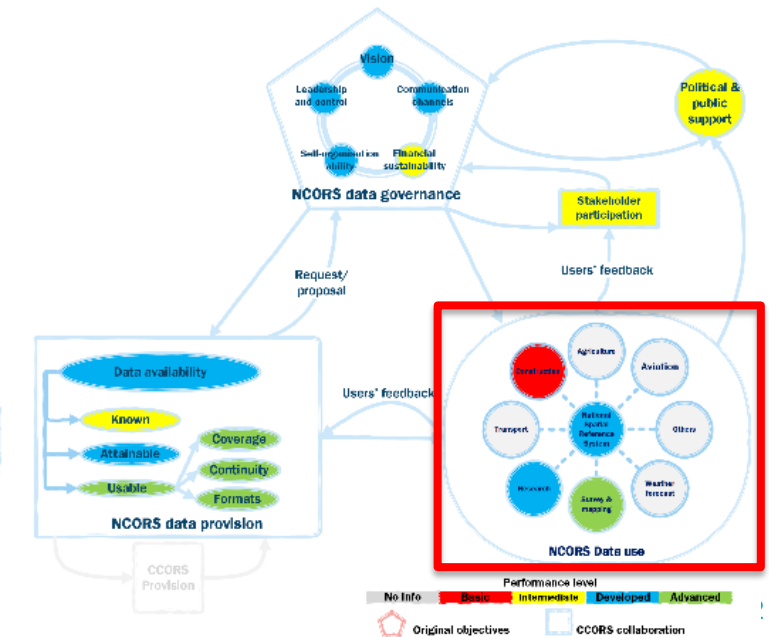 Vision
Leadership
and control
Communication
channels
Self-organisation
ability
Financial
sustainability
NCORS data governance
Political &
public
support
Stakeholder
participation
Users' feedback
Request/
proposal
Data availability
Known
Attainable
Usable
Coverage
Continuity
Formats
NCORS data provision
CCORS
Provision
Users' feedback
Agriculture
Construction
Aviation
Transport
National
Spatial
Reference
System
Others
Research
Survey &
mapping
Weather
forecast
NCORS Data use
Performance level
No Info Basic Intermediate Developed Advanced
Original objectives CCORS collaboration